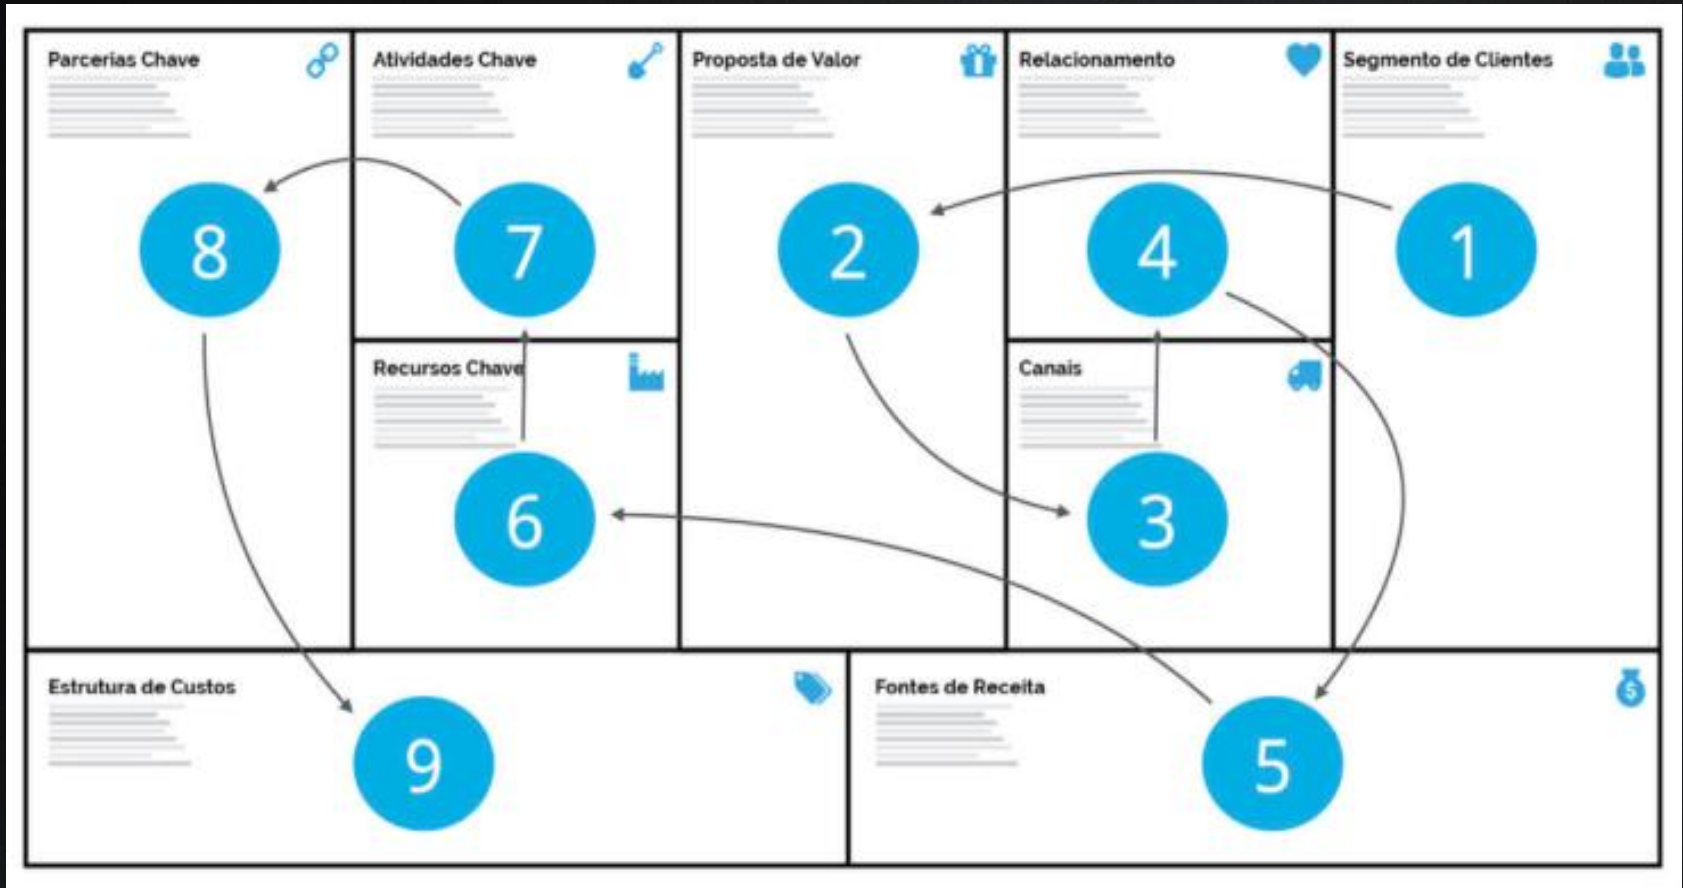 Parcerias Chave
Atividades Chave
Proposta de Valor
Relacionamento
Segmento de Clientes
8
7
2
4
1
Recursos Chave
Canais
6
3
Estrutura de Custos
Fontes de Receita
$
9
5